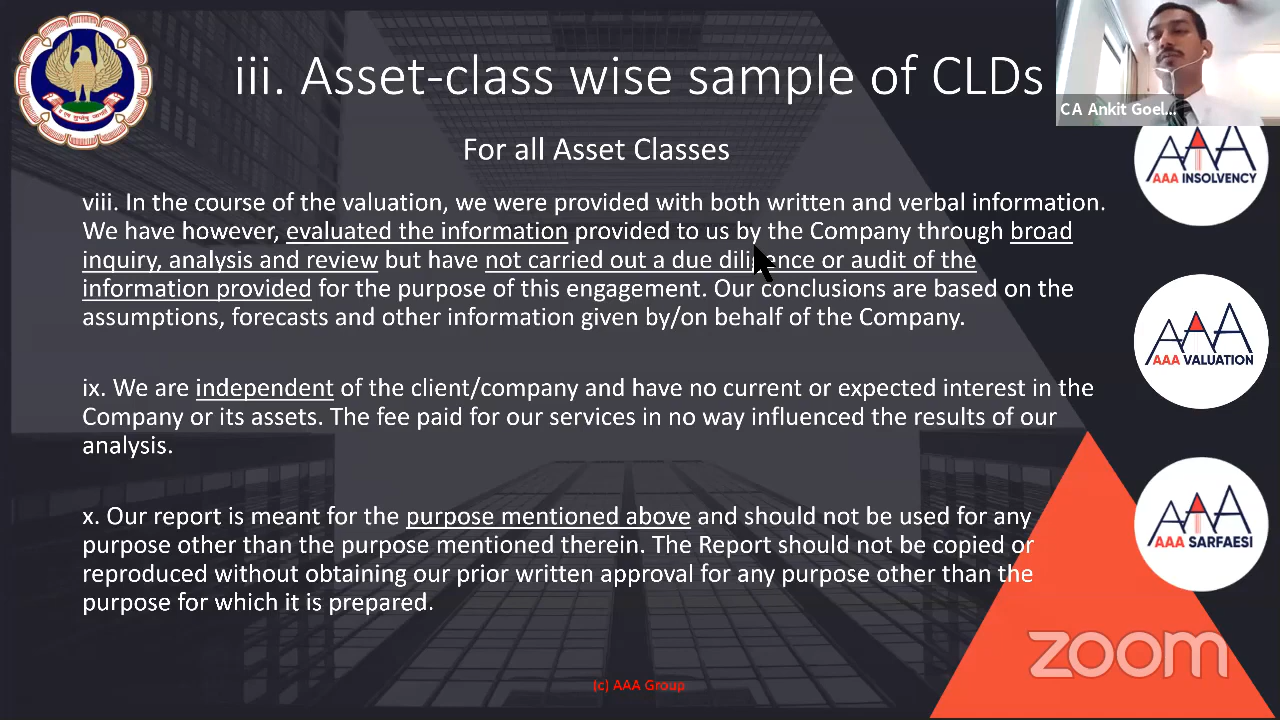 iii. Asset-class wise sample of CLDs
CA Ankit Goel...
For all Asset Classes
viii. In the course of the valuation, we were provided with both written and verbal information.
We have however, evaluated the information provided to us by the Company through broad
inquiry, analysis and review but have not carried out a due diligence or audit of the
information provided for the purpose of this engagement. Our conclusions are based on the
assumptions, forecasts and other information given by/on behalf of the Company.
ix. We are independent of the client/company and have no current or expected interest in the
Company or its assets. The fee paid for our services in no way influenced the results of our
analysis.
x. Our report is meant for the purpose mentioned above and should not be used for any
purpose other than the purpose mentioned therein. The Report should not be copied or
reproduced without obtaining our prior written approval for any purpose other than the
purpose for which it is prepared.
AAA
AAA INSOLVENCY
AAA
AAA VALUATION
AAA
AAA SARFAESI
zoom
(c) AAA Group